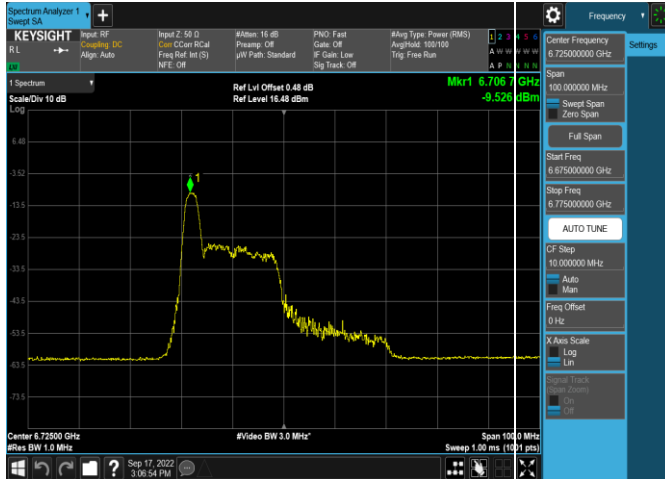 Spectrum Analyzer 1
Swept SA
KEYSIGHT
Input: RF
Input Z: 50 Ω
#Atten: 16 dB
PNO: Fast
#Avg Type: Power (RMS)
1 2 3 4 5 6
RL
Coupling: DC
Corr CCorr RCal
Preamp: Off
Gate: Off
Avg|Hold: 100/100
A W W W W W
Align: Auto
Freq Ref: Int (S)
µW Path: Standard
IF Gain: Low
Trig: Free Run
NFE: Off
Sig Track: Off
A P N N N N
1 Spectrum
Ref Lvl Offset 0.48 dB
Mkr1 6.706 7 GHz
Scale/Div 10 dB
Ref Level 16.48 dBm
-9.526 dBm
Log
6.48
1
-3.52
-13.5
-23.5
-33.5
-43.5
-53.5
-63.5
-73.5
Center 6.72500 GHz
#Video BW 3.0 MHz*
Span 100.0 MHz
#Res BW 1.0 MHz
Sweep 1.00 ms (1001 pts)
Sep 17, 2022
3:06:54 PM
Frequency
Settings
Center Frequency
6.725000000 GHz
Span
100.000000 MHz
Swept Span
Zero Span
Full Span
Start Freq
6.675000000 GHz
Stop Freq
6.775000000 GHz
AUTO TUNE
CF Step
10.000000 MHz
Auto
Man
Freq Offset
0 Hz
X Axis Scale
Log
Lin
Signal Track
(Span Zoom)
On
Off